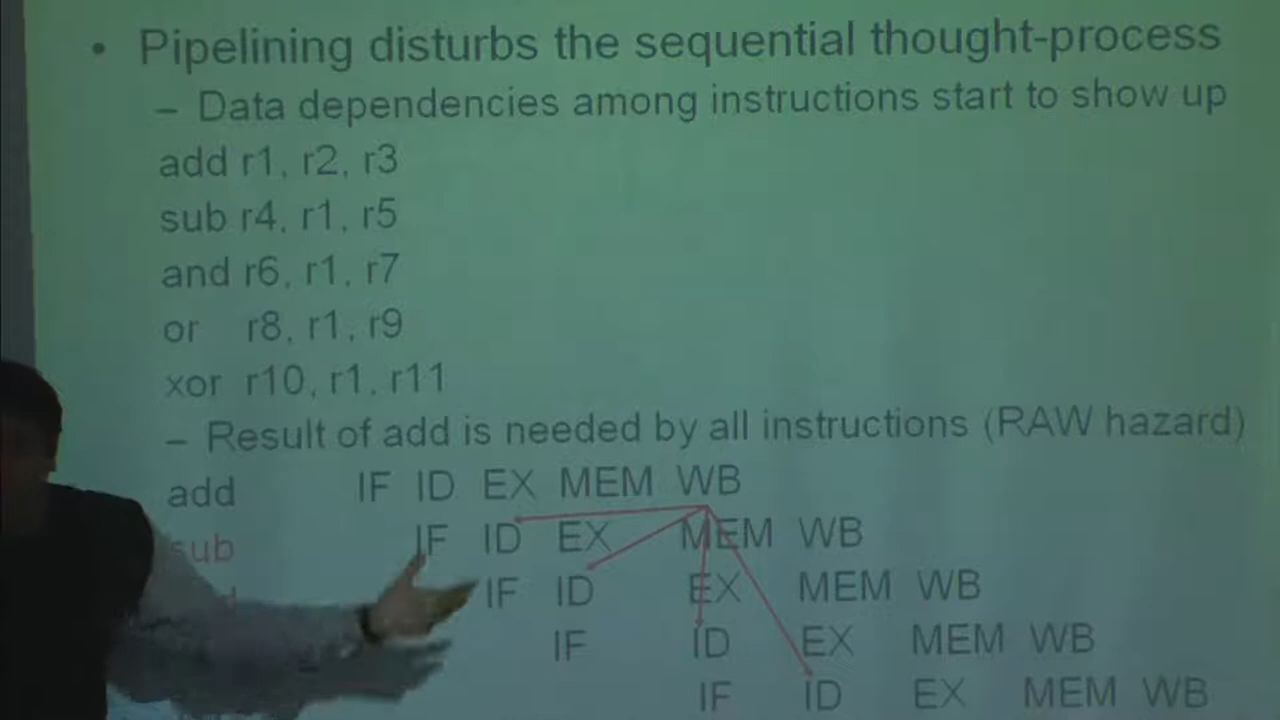 • Pipelining disturbs the sequential thought-process
– Data dependencies among instructions start to show up
add r1, r2, r3
sub r4, r1, r5
and r6, r1, r7
or r8, r1, r9
xor r10, r1, r11
– Result of add is needed by all instructions (RAW hazard)
add IF ID EX MEM WB
sub IF ID EX MEM WB
IF ID EX MEM WB
IF ID EX MEM WB
IF ID EX MEM WB